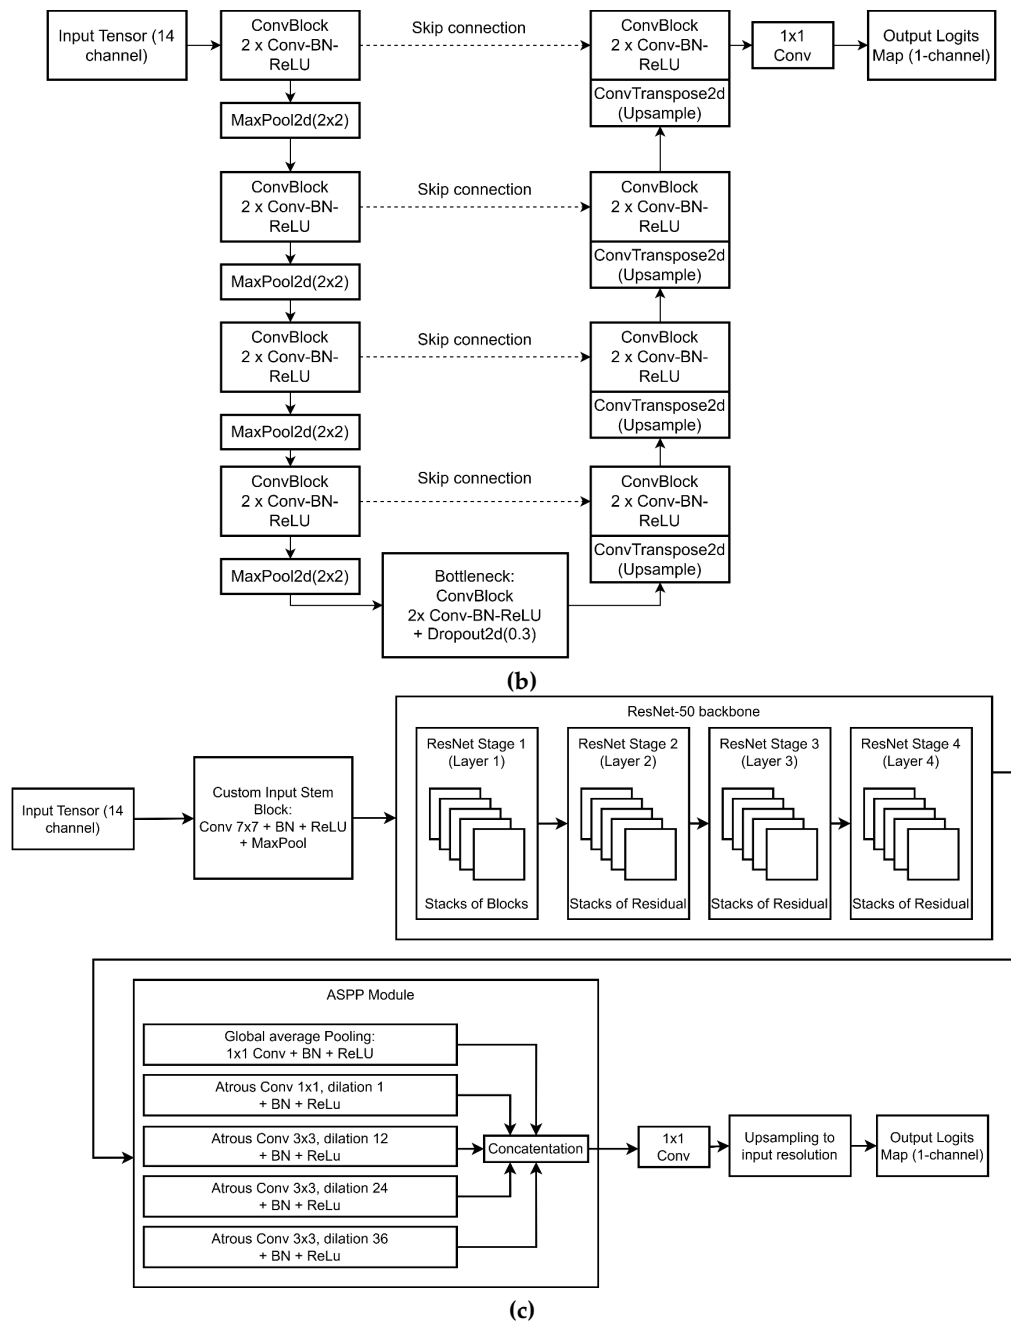 Input Tensor (14
channel)
ConvBlock
2 x Conv-BN-
ReLU
Skip connection
ConvBlock
2 x Conv-BN-
ReLU
1x1
Conv
Output Logits
Map (1-channel)
ConvTranspose2d
(Upsample)
MaxPool2d(2x2)
ConvBlock
2 x Conv-BN-
ReLU
Skip connection
ConvBlock
2 x Conv-BN-
ReLU
ConvTranspose2d
(Upsample)
MaxPool2d(2x2)
ConvBlock
2 x Conv-BN-
ReLU
Skip connection
ConvBlock
2 x Conv-BN-
ReLU
ConvTranspose2d
(Upsample)
MaxPool2d(2x2)
ConvBlock
2 x Conv-BN-
ReLU
Skip connection
ConvBlock
2 x Conv-BN-
ReLU
ConvTranspose2d
(Upsample)
MaxPool2d(2x2)
Bottleneck:
ConvBlock
2x Conv-BN-ReLU
+ Dropout2d(0.3)
(b)
ResNet-50 backbone
Input Tensor (14
channel)
Custom Input Stem
Block:
Conv 7x7 + BN + ReLU
+ MaxPool
ResNet Stage 1
(Layer 1)
Stacks of Blocks
ResNet Stage 2
(Layer 2)
Stacks of Residual
ResNet Stage 3
(Layer 3)
Stacks of Residual
ResNet Stage 4
(Layer 4)
Stacks of Residual
ASPP Module
Global average Pooling:
1x1 Conv + BN + ReLU
Atrous Conv 1x1, dilation 1
+ BN + ReLu
Atrous Conv 3x3, dilation 12
+ BN + ReLu
Atrous Conv 3x3, dilation 24
+ BN + ReLu
Atrous Conv 3x3, dilation 36
+ BN + ReLu
Concatentation
1x1
Conv
Upsampling to
input resolution
Output Logits
Map (1-channel)
(c)